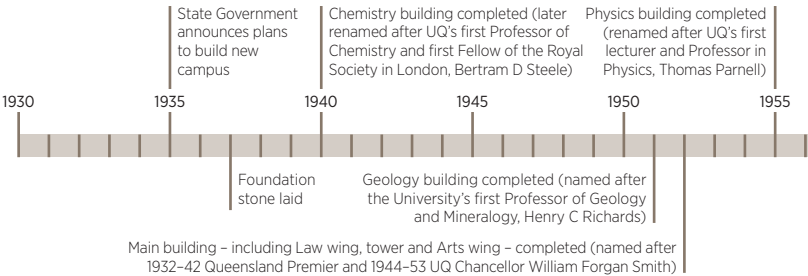 State Government
announces plans
to build new
campus
Chemistry building completed (later
renamed after UQ’s first Professor of
Chemistry and first Fellow of the Royal
Society in London, Bertram D Steele)
Physics building completed
(renamed after UQ’s first
lecturer and Professor in
Physics, Thomas Parnell)
1930 1935 1940 1945 1950 1955
Foundation
stone laid
Geology building completed (named after
the University’s first Professor of Geology
and Mineralogy, Henry C Richards)
Main building – including Law wing, tower and Arts wing – completed (named after
1932–42 Queensland Premier and 1944–53 UQ Chancellor William Forgan Smith)